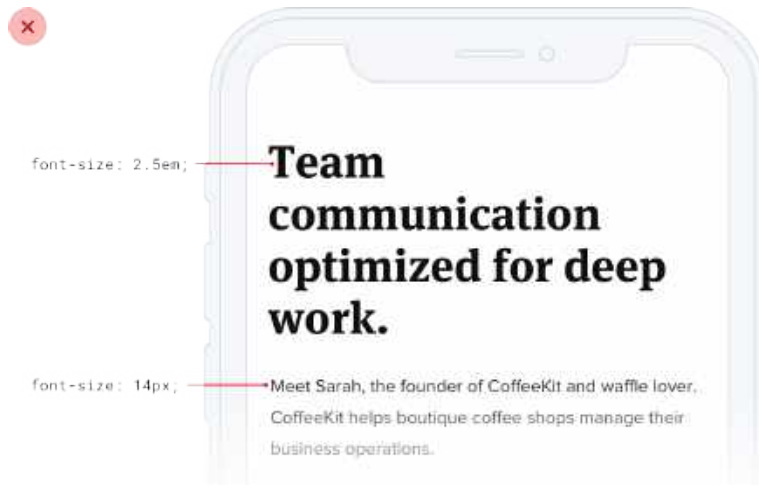 font-size: 2.5em;
Team
communication
optimized for deep
work.
font-size: 14px;
Meet Sarah, the founder of CoffeeKit and waffle lover.
CoffeeKit helps boutique coffee shops manage their
business operations.